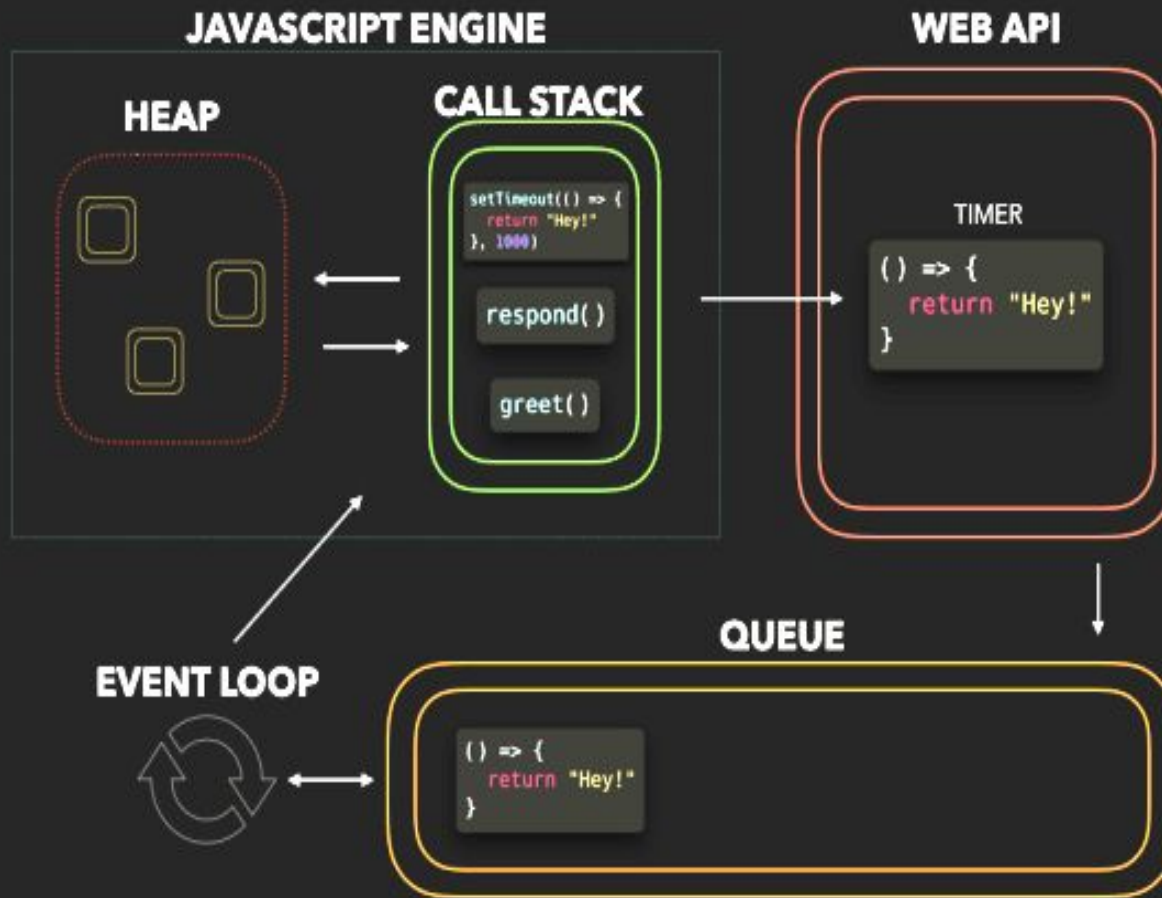 JAVASCRIPT ENGINE
WEB API
HEAP
CALL STACK
setTimeout(() => {
  return "Hey!"
}, 1000)
respond()
greet()
TIMER
() => {
  return "Hey!"
}
QUEUE
EVENT LOOP
() => {
  return "Hey!"
}